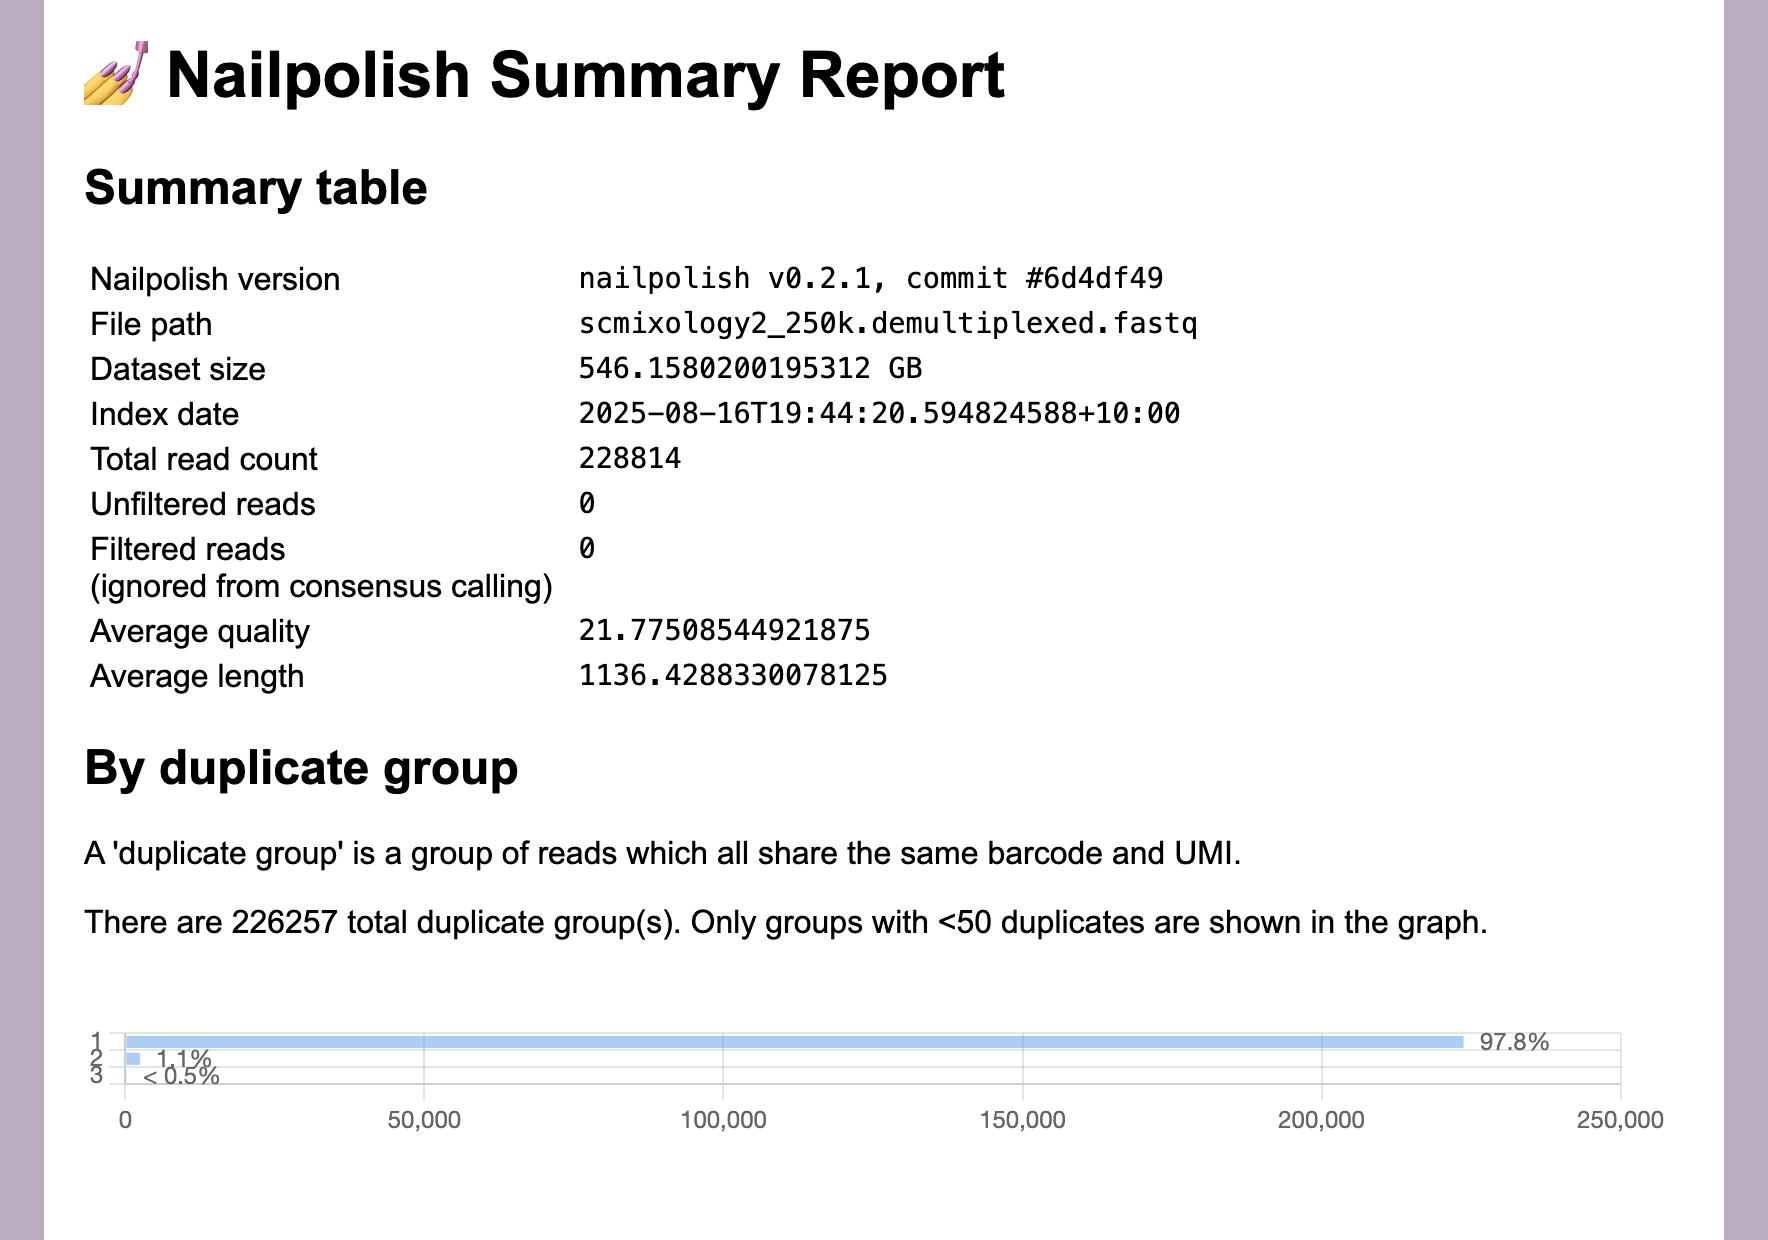 💅 Nailpolish Summary Report
Summary table
Nailpolish version nailpolish v0.2.1, commit #6d4df49
File path scmixology2_250k.demultiplexed.fastq
Dataset size 546.1580200195312 GB
Index date 2025-08-16T19:44:20.594824588+10:00
Total read count 228814
Unfiltered reads 0
Filtered reads 0
(ignored from consensus calling)
Average quality 21.77508544921875
Average length 1136.4288330078125
By duplicate group
A 'duplicate group' is a group of reads which all share the same barcode and UMI.
There are 226257 total duplicate group(s). Only groups with <50 duplicates are shown in the graph.
1 97.8%
2 1.1%
3 < 0.5%
0 50,000 100,000 150,000 200,000 250,000